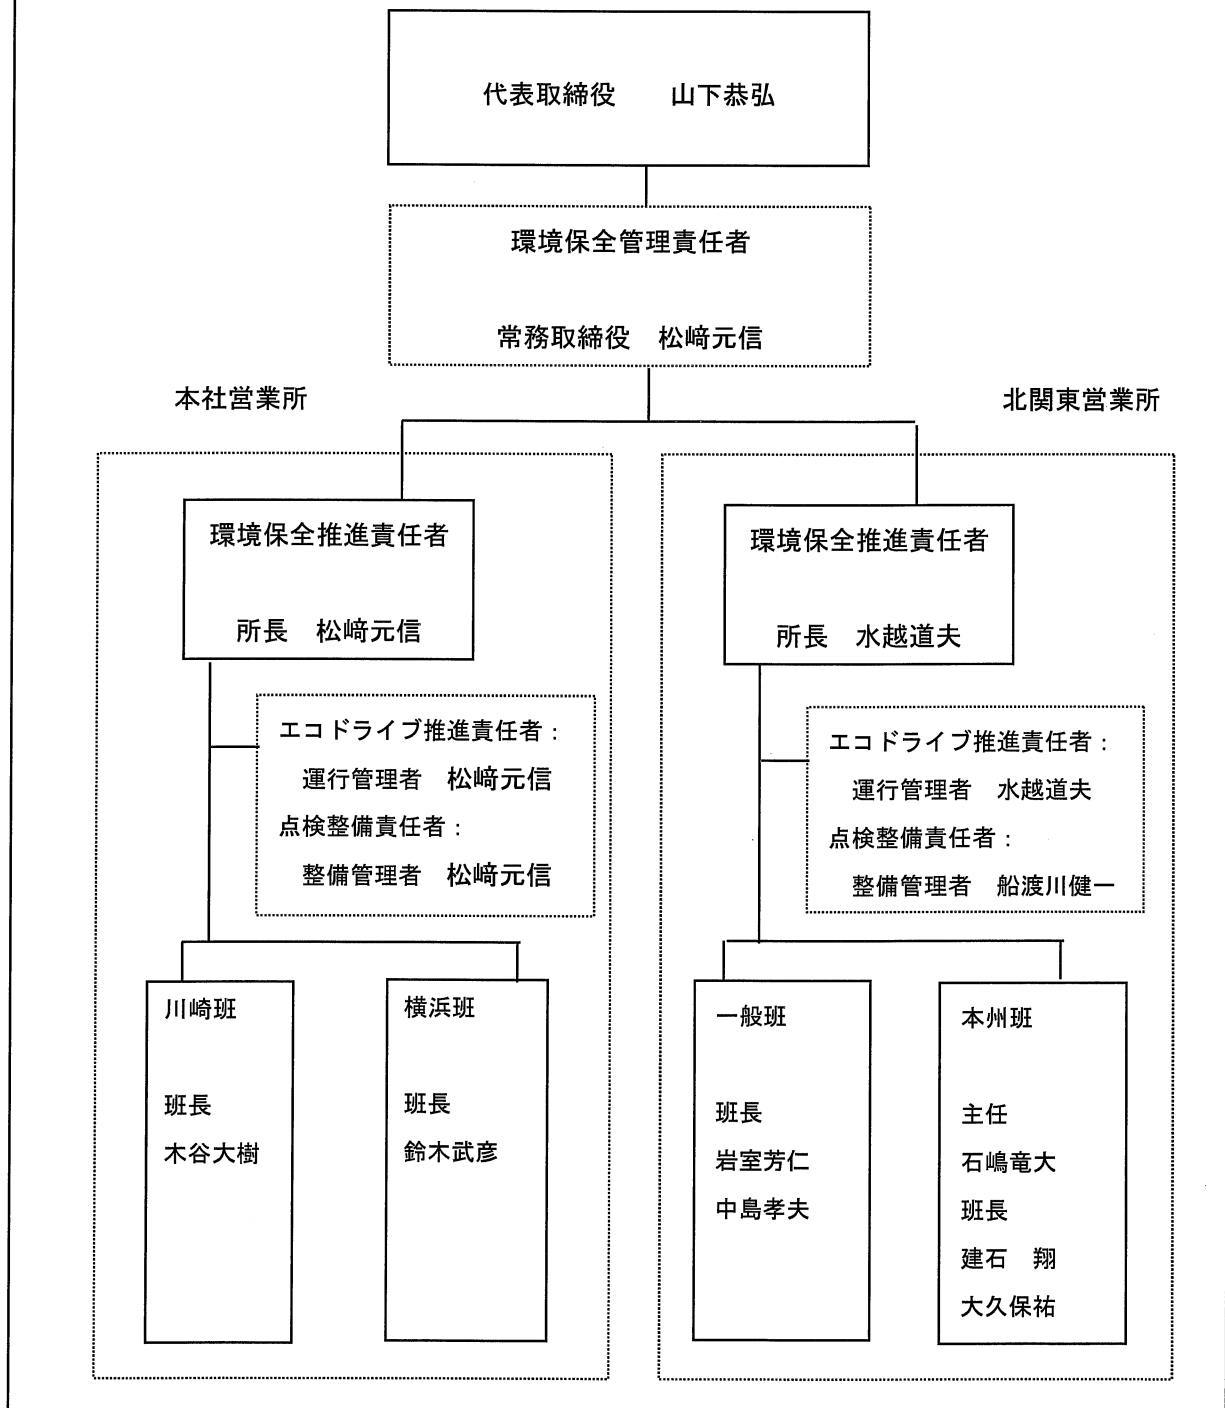 代表取締役　　山下恭弘
環境保全管理責任者
常務取締役　松﨑元信
本社営業所
環境保全推進責任者
所長　松﨑元信
エコドライブ推進責任者：
運行管理者　松﨑元信
点検整備責任者：
整備管理者　松﨑元信
川崎班
班長
木谷大樹
横浜班
班長
鈴木武彦
北関東営業所
環境保全推進責任者
所長　水越道夫
エコドライブ推進責任者：
運行管理者　水越道夫
点検整備責任者：
整備管理者　船渡川健一
一般班
班長
岩室芳仁
中島孝夫
本州班
主任
石嶋竜大
班長
建石　翔
大久保祐